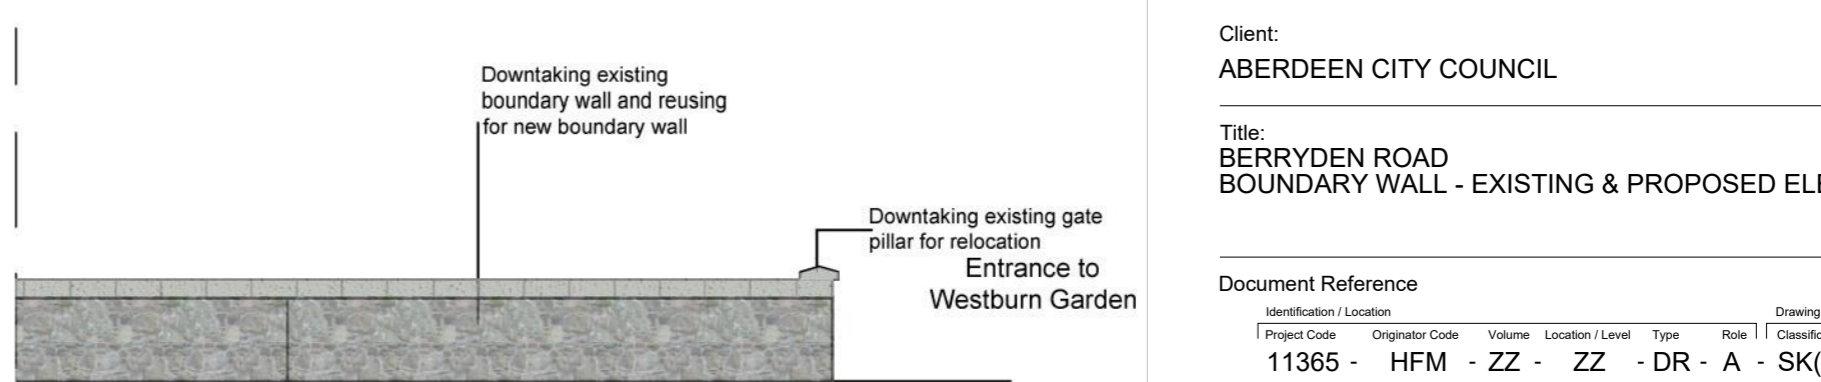 Downtaking existing
boundary wall and reusing
for new boundary wall
Downtaking existing gate
pillar for relocation
Entrance to
Westburn Garden
Client:
ABERDEEN CITY COUNCIL
Title:
BERRYDEN ROAD
BOUNDARY WALL - EXISTING & PROPOSED
Document Reference
Identification / Location Drawing
Project Code Originator Code Volume Location / Level Type Role
11365 - HFM - ZZ - ZZ - DR - A - SK(